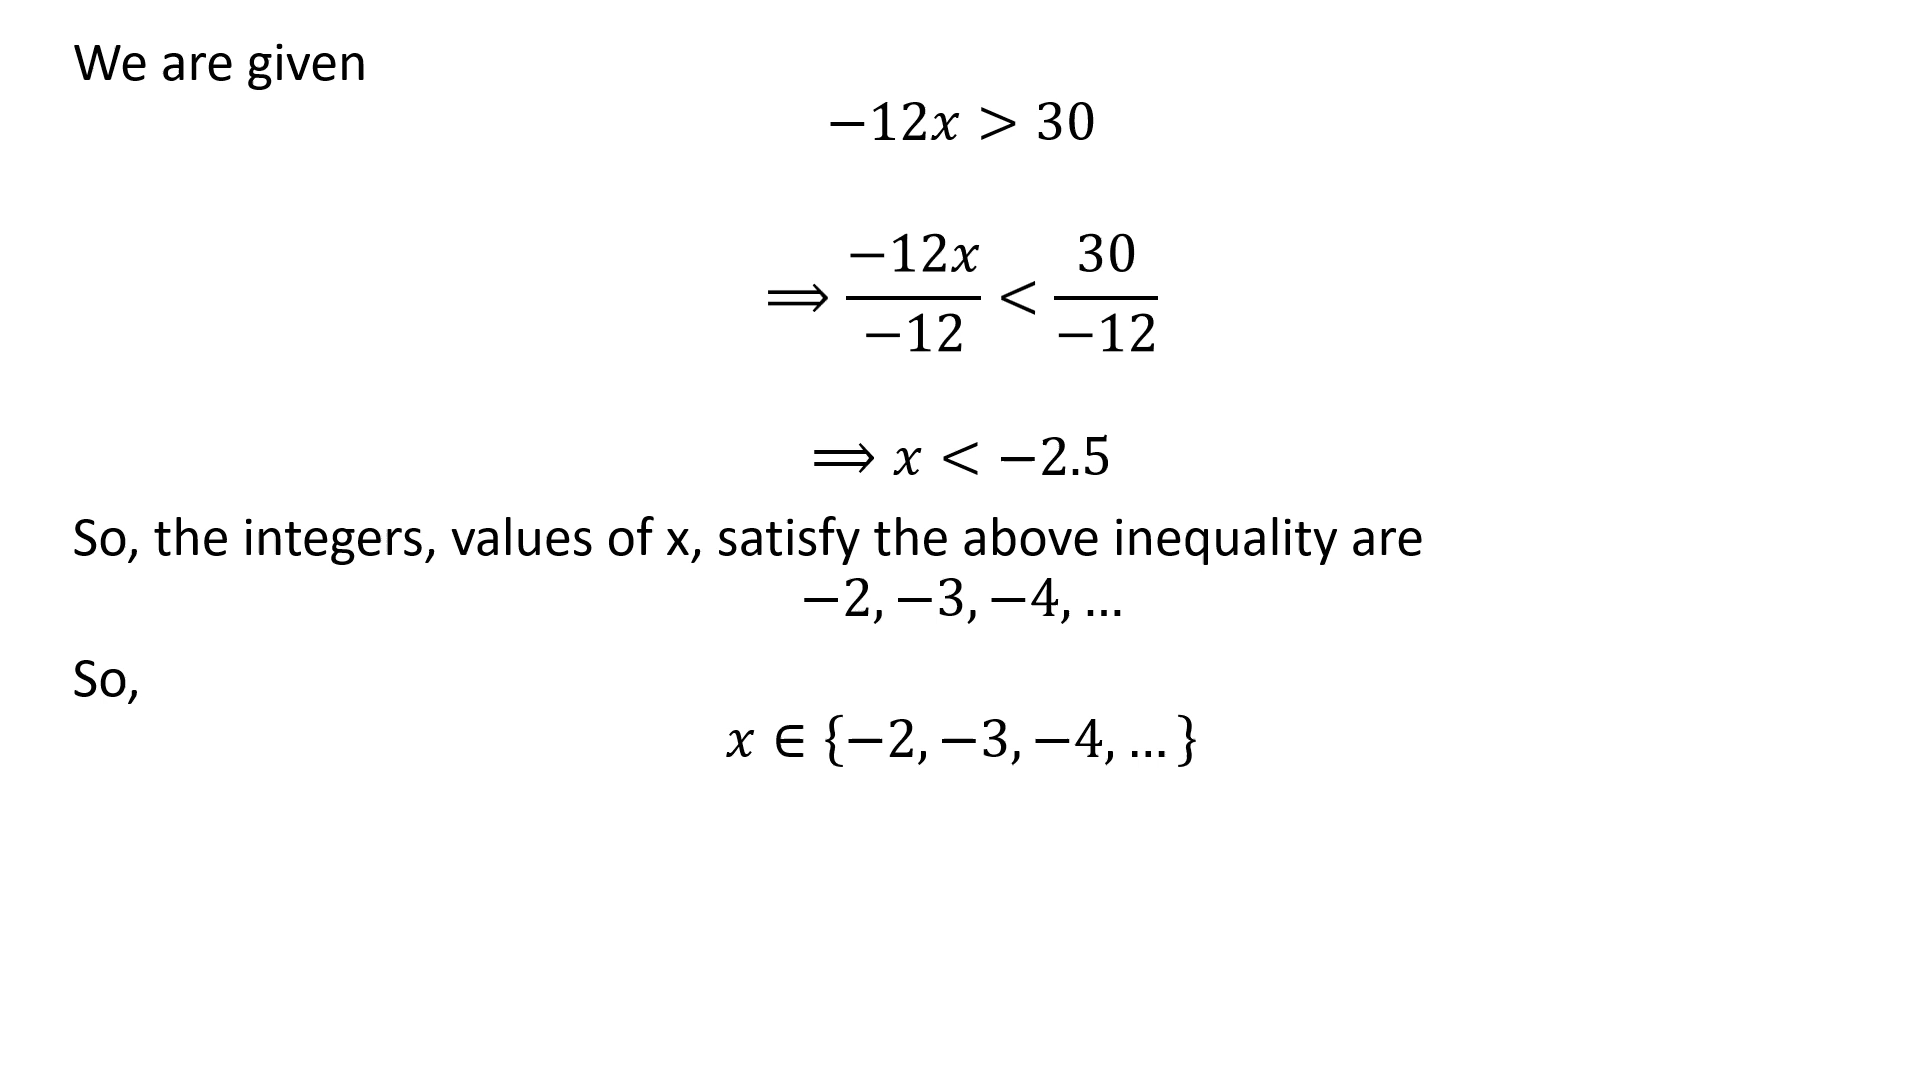 We are given
−12x > 30
⟹ −12x/−12 < 30/−12
⟹ x < −2.5
So, the integers, values of x, satisfy the above inequality are
−2, −3, −4, …
So,
x ∈ {−2, −3, −4, … }